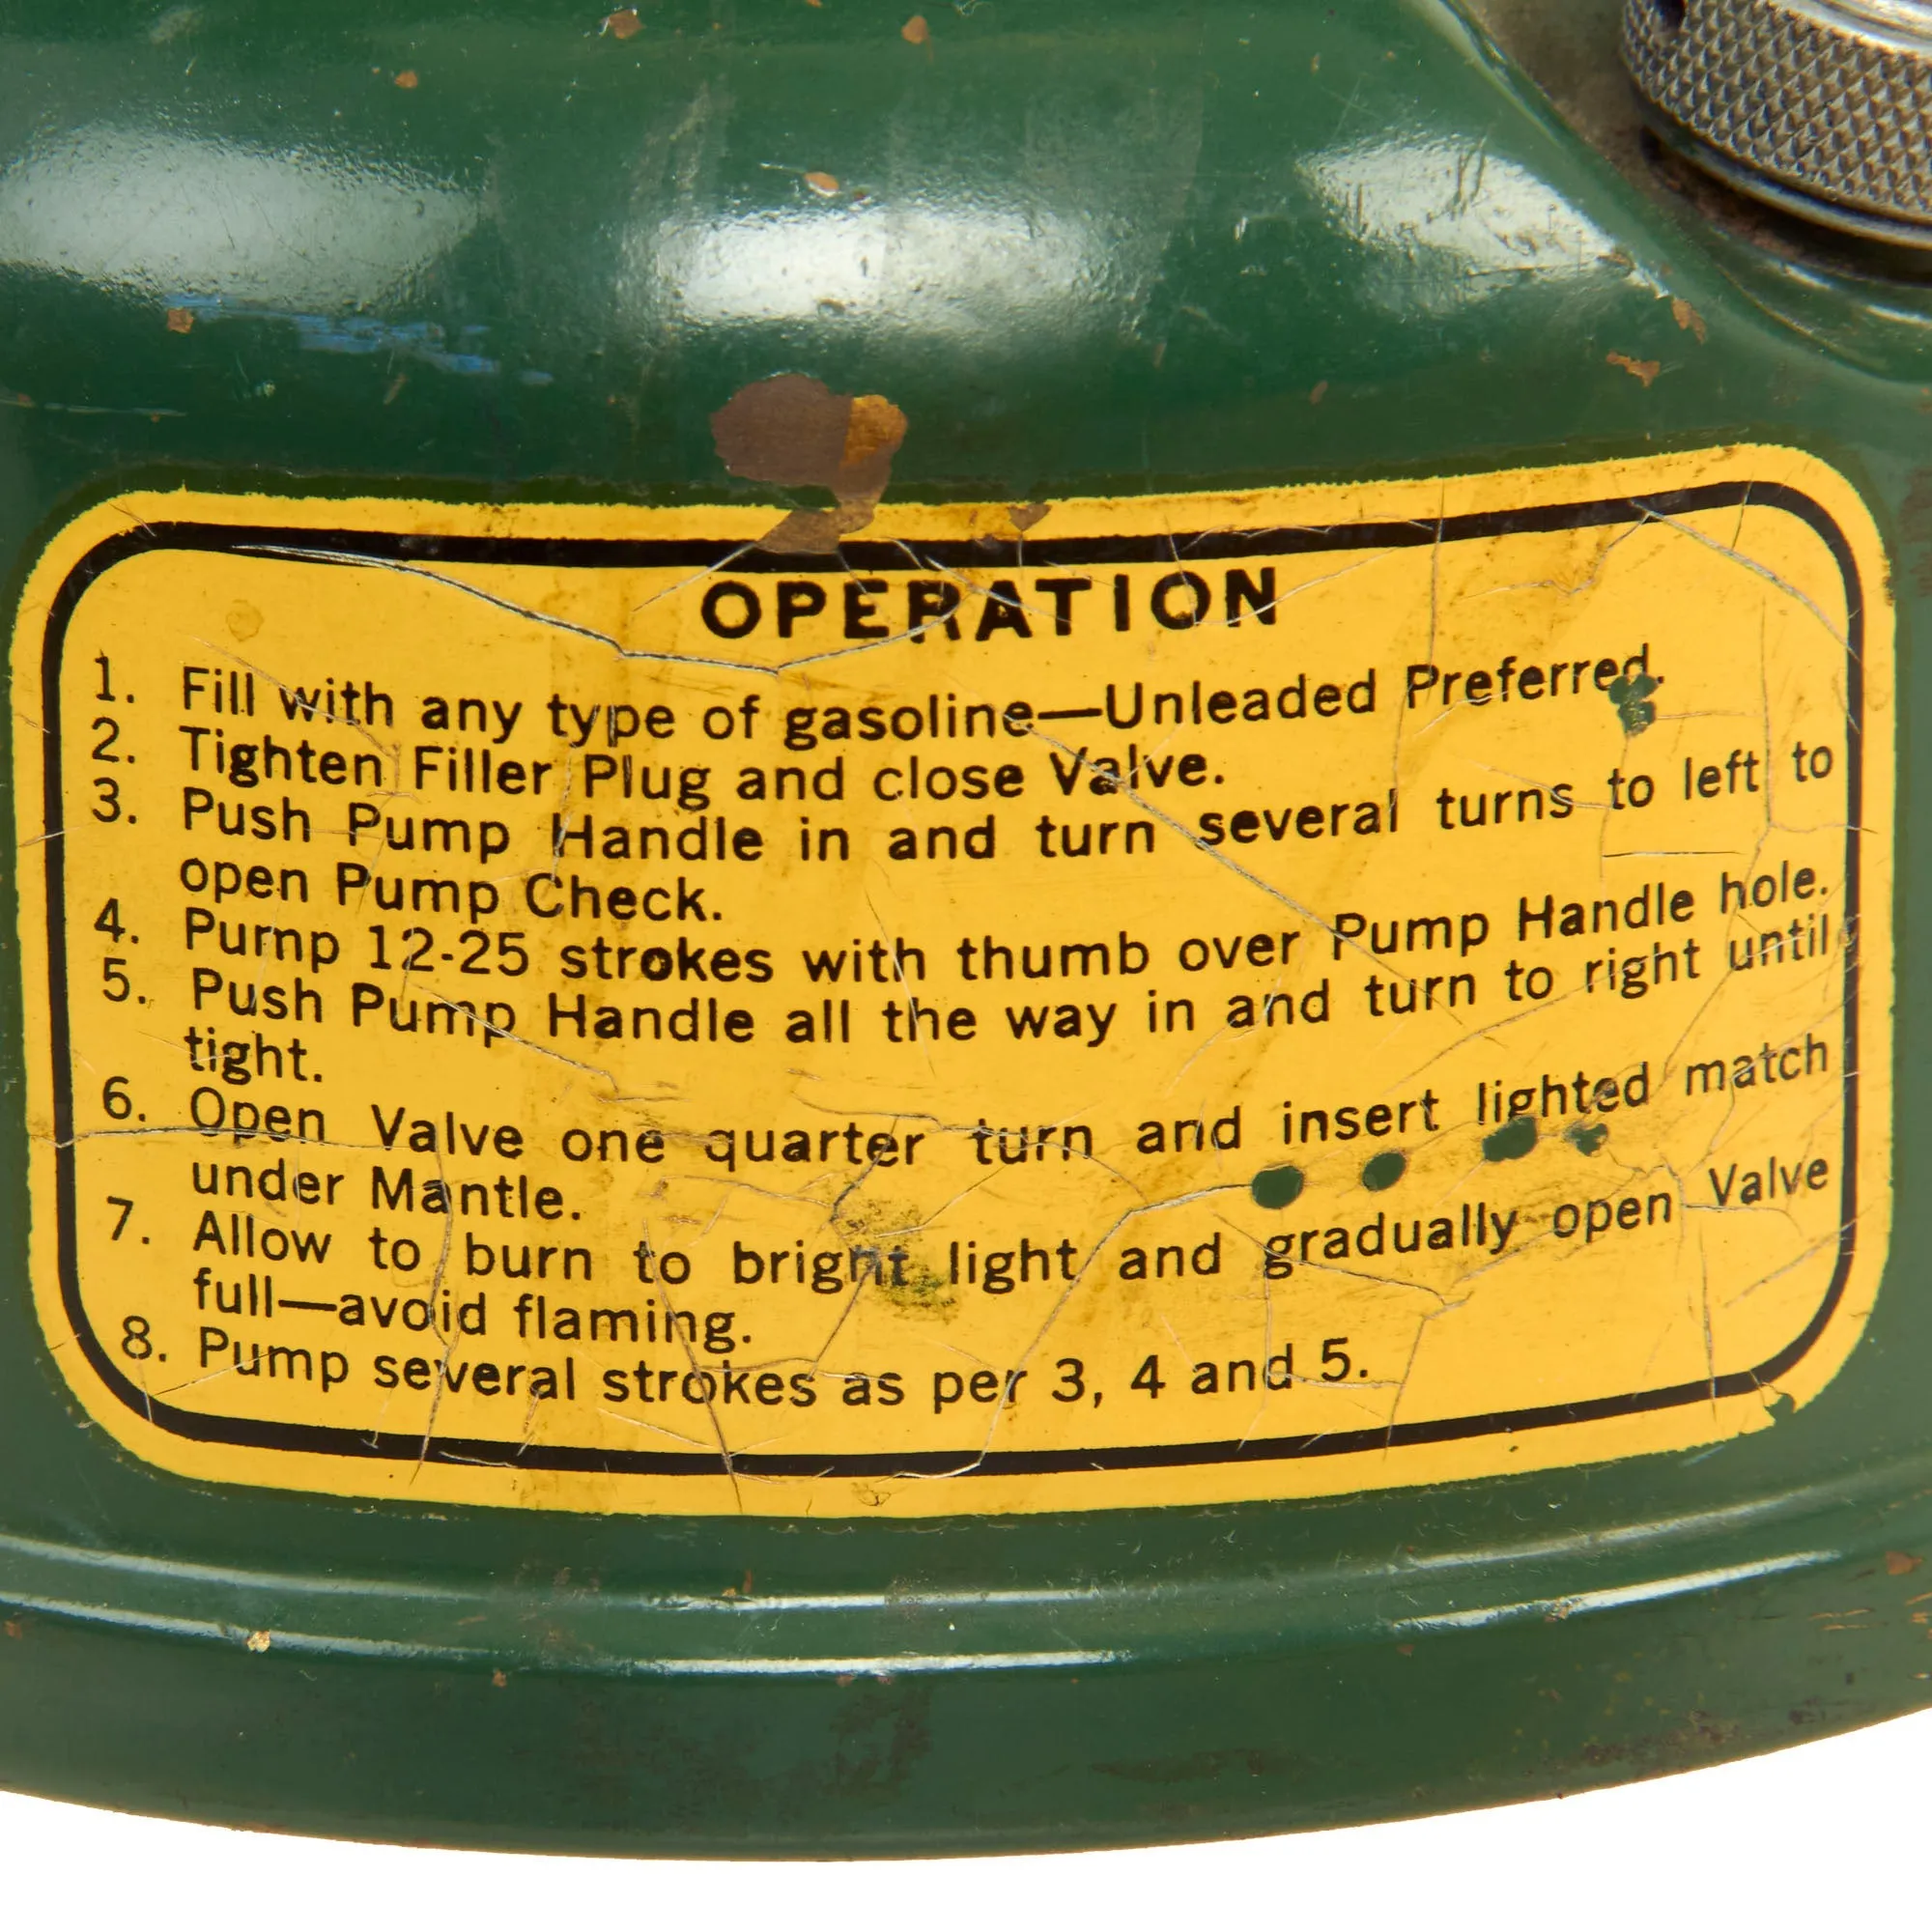 OPERATION
1. Fill with any type of gasoline—Unleaded Preferred.
2. Tighten Filler Plug and close Valve.
3. Push Pump Handle in and turn several turns to left to
open Pump Check.
4. Pump 12-25 strokes with thumb over Pump Handle hole.
5. Push Pump Handle all the way in and turn to right until
tight.
6. Open Valve one quarter turn and insert lighted match
under Mantle.
7. Allow to burn to bright light and gradually open Valve
full—avoid flaming.
8. Pump several strokes as per 3, 4 and 5.